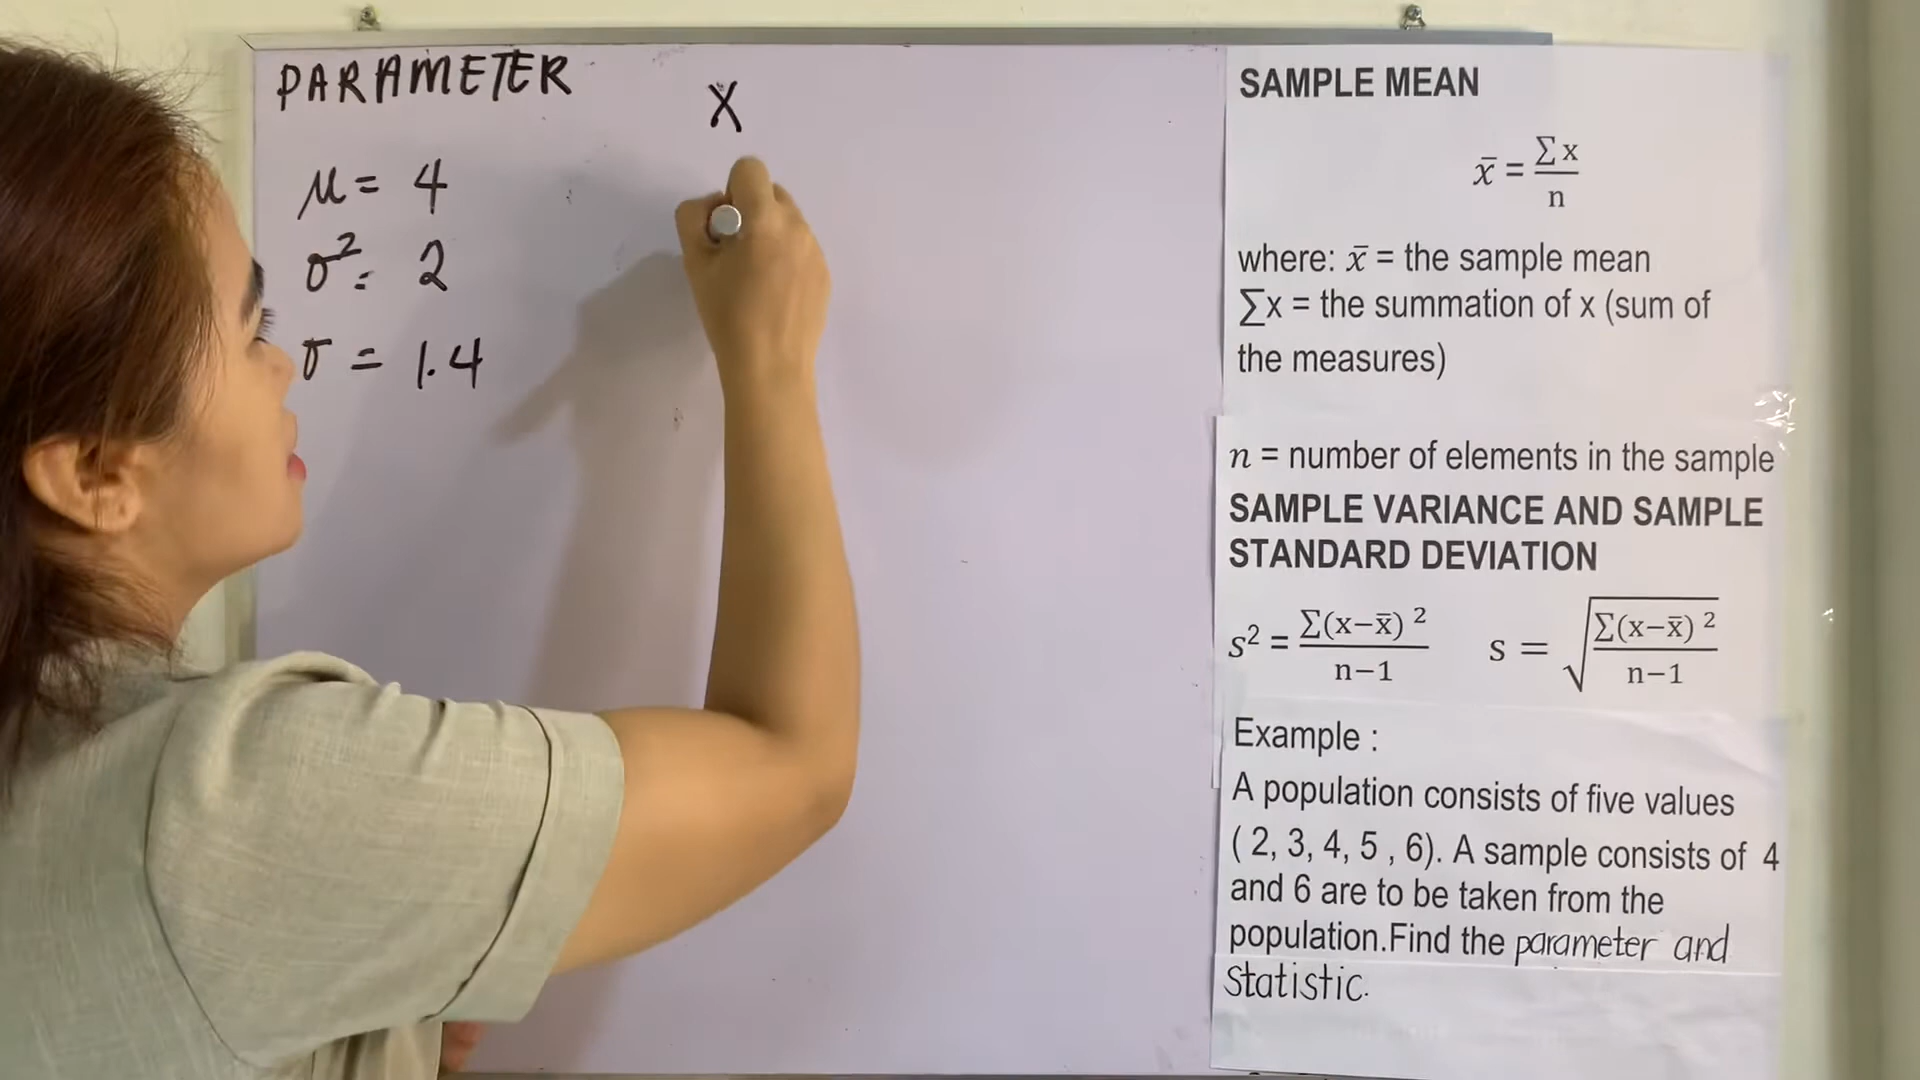 PARAMETER
X
μ = 4
σ² = 2
σ = 1.4
SAMPLE MEAN
x̄ = ∑x / n
where: x̄ = the sample mean
∑x = the summation of x (sum of
the measures)
n = number of elements in the sample
SAMPLE VARIANCE AND SAMPLE
STANDARD DEVIATION
s² = ∑(x−x̄) ² / n−1 s = √(∑(x−x̄) ² / n−1)
Example :
A population consists of five values
( 2, 3, 4, 5 , 6). A sample consists of 4
and 6 are to be taken from the
population.Find the parameter and
Statistic.